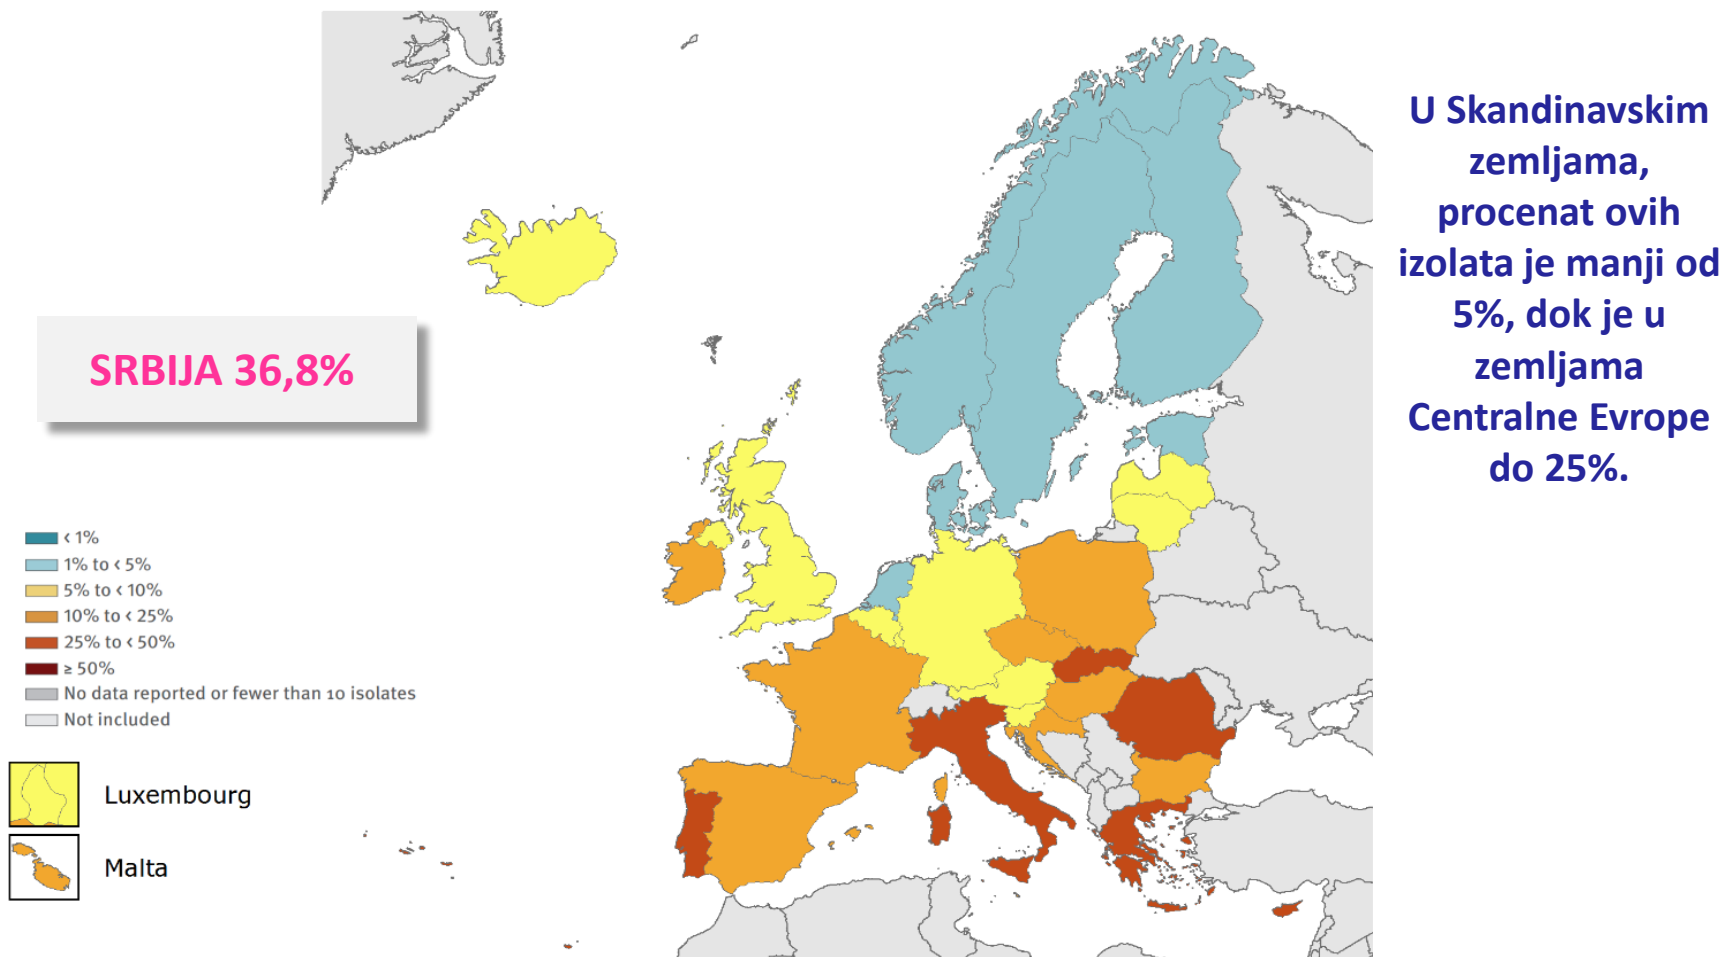 U Skandinavskim
zemljama,
procenat ovih
izolata je manji od
5%, dok je u
zemljama
Centralne Evrope
do 25%.
SRBIJA 36,8%
< 1%
1% to < 5%
5% to < 10%
10% to < 25%
25% to < 50%
≥ 50%
No data reported or fewer than 10 isolates
Not included
Luxembourg
Malta